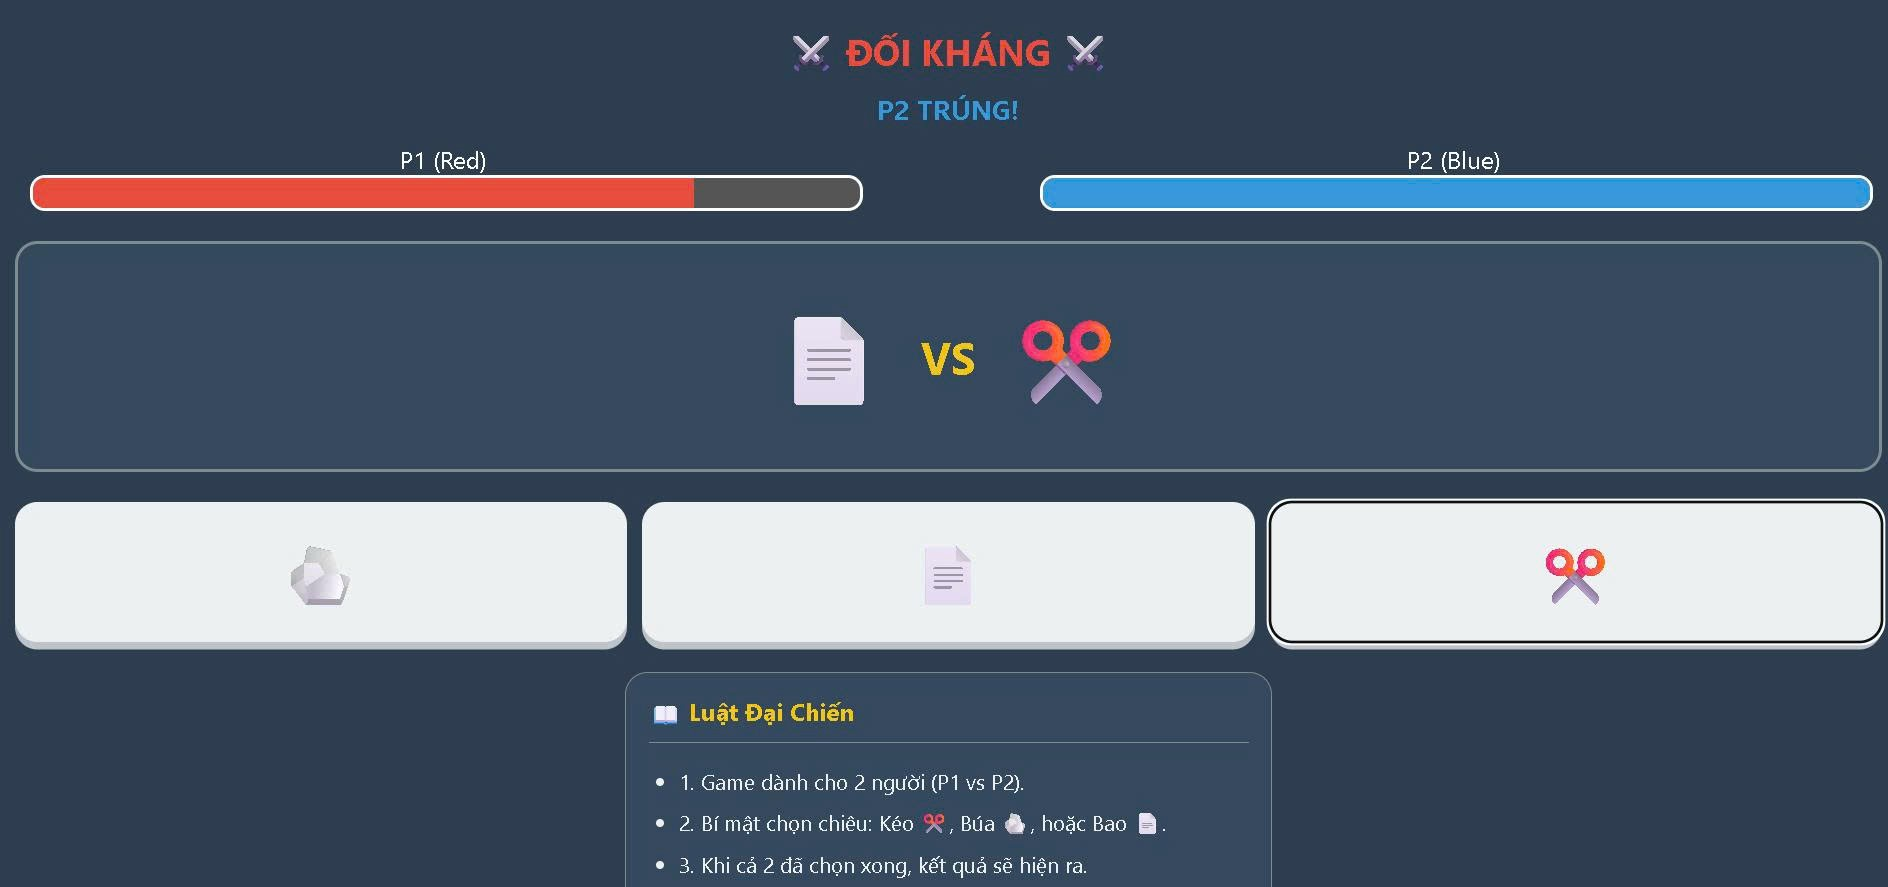 ĐỐI KHÁNG
P2 TRÚNG!
P1 (Red)
P2 (Blue)
VS
Luật Đại Chiến
1. Game dành cho 2 người (P1 vs P2).
2. Bí mật chọn chiêu: Kéo ✂️, Búa 🪨, hoặc Bao 📄.
3. Khi cả 2 đã chọn xong, kết quả sẽ hiện ra.